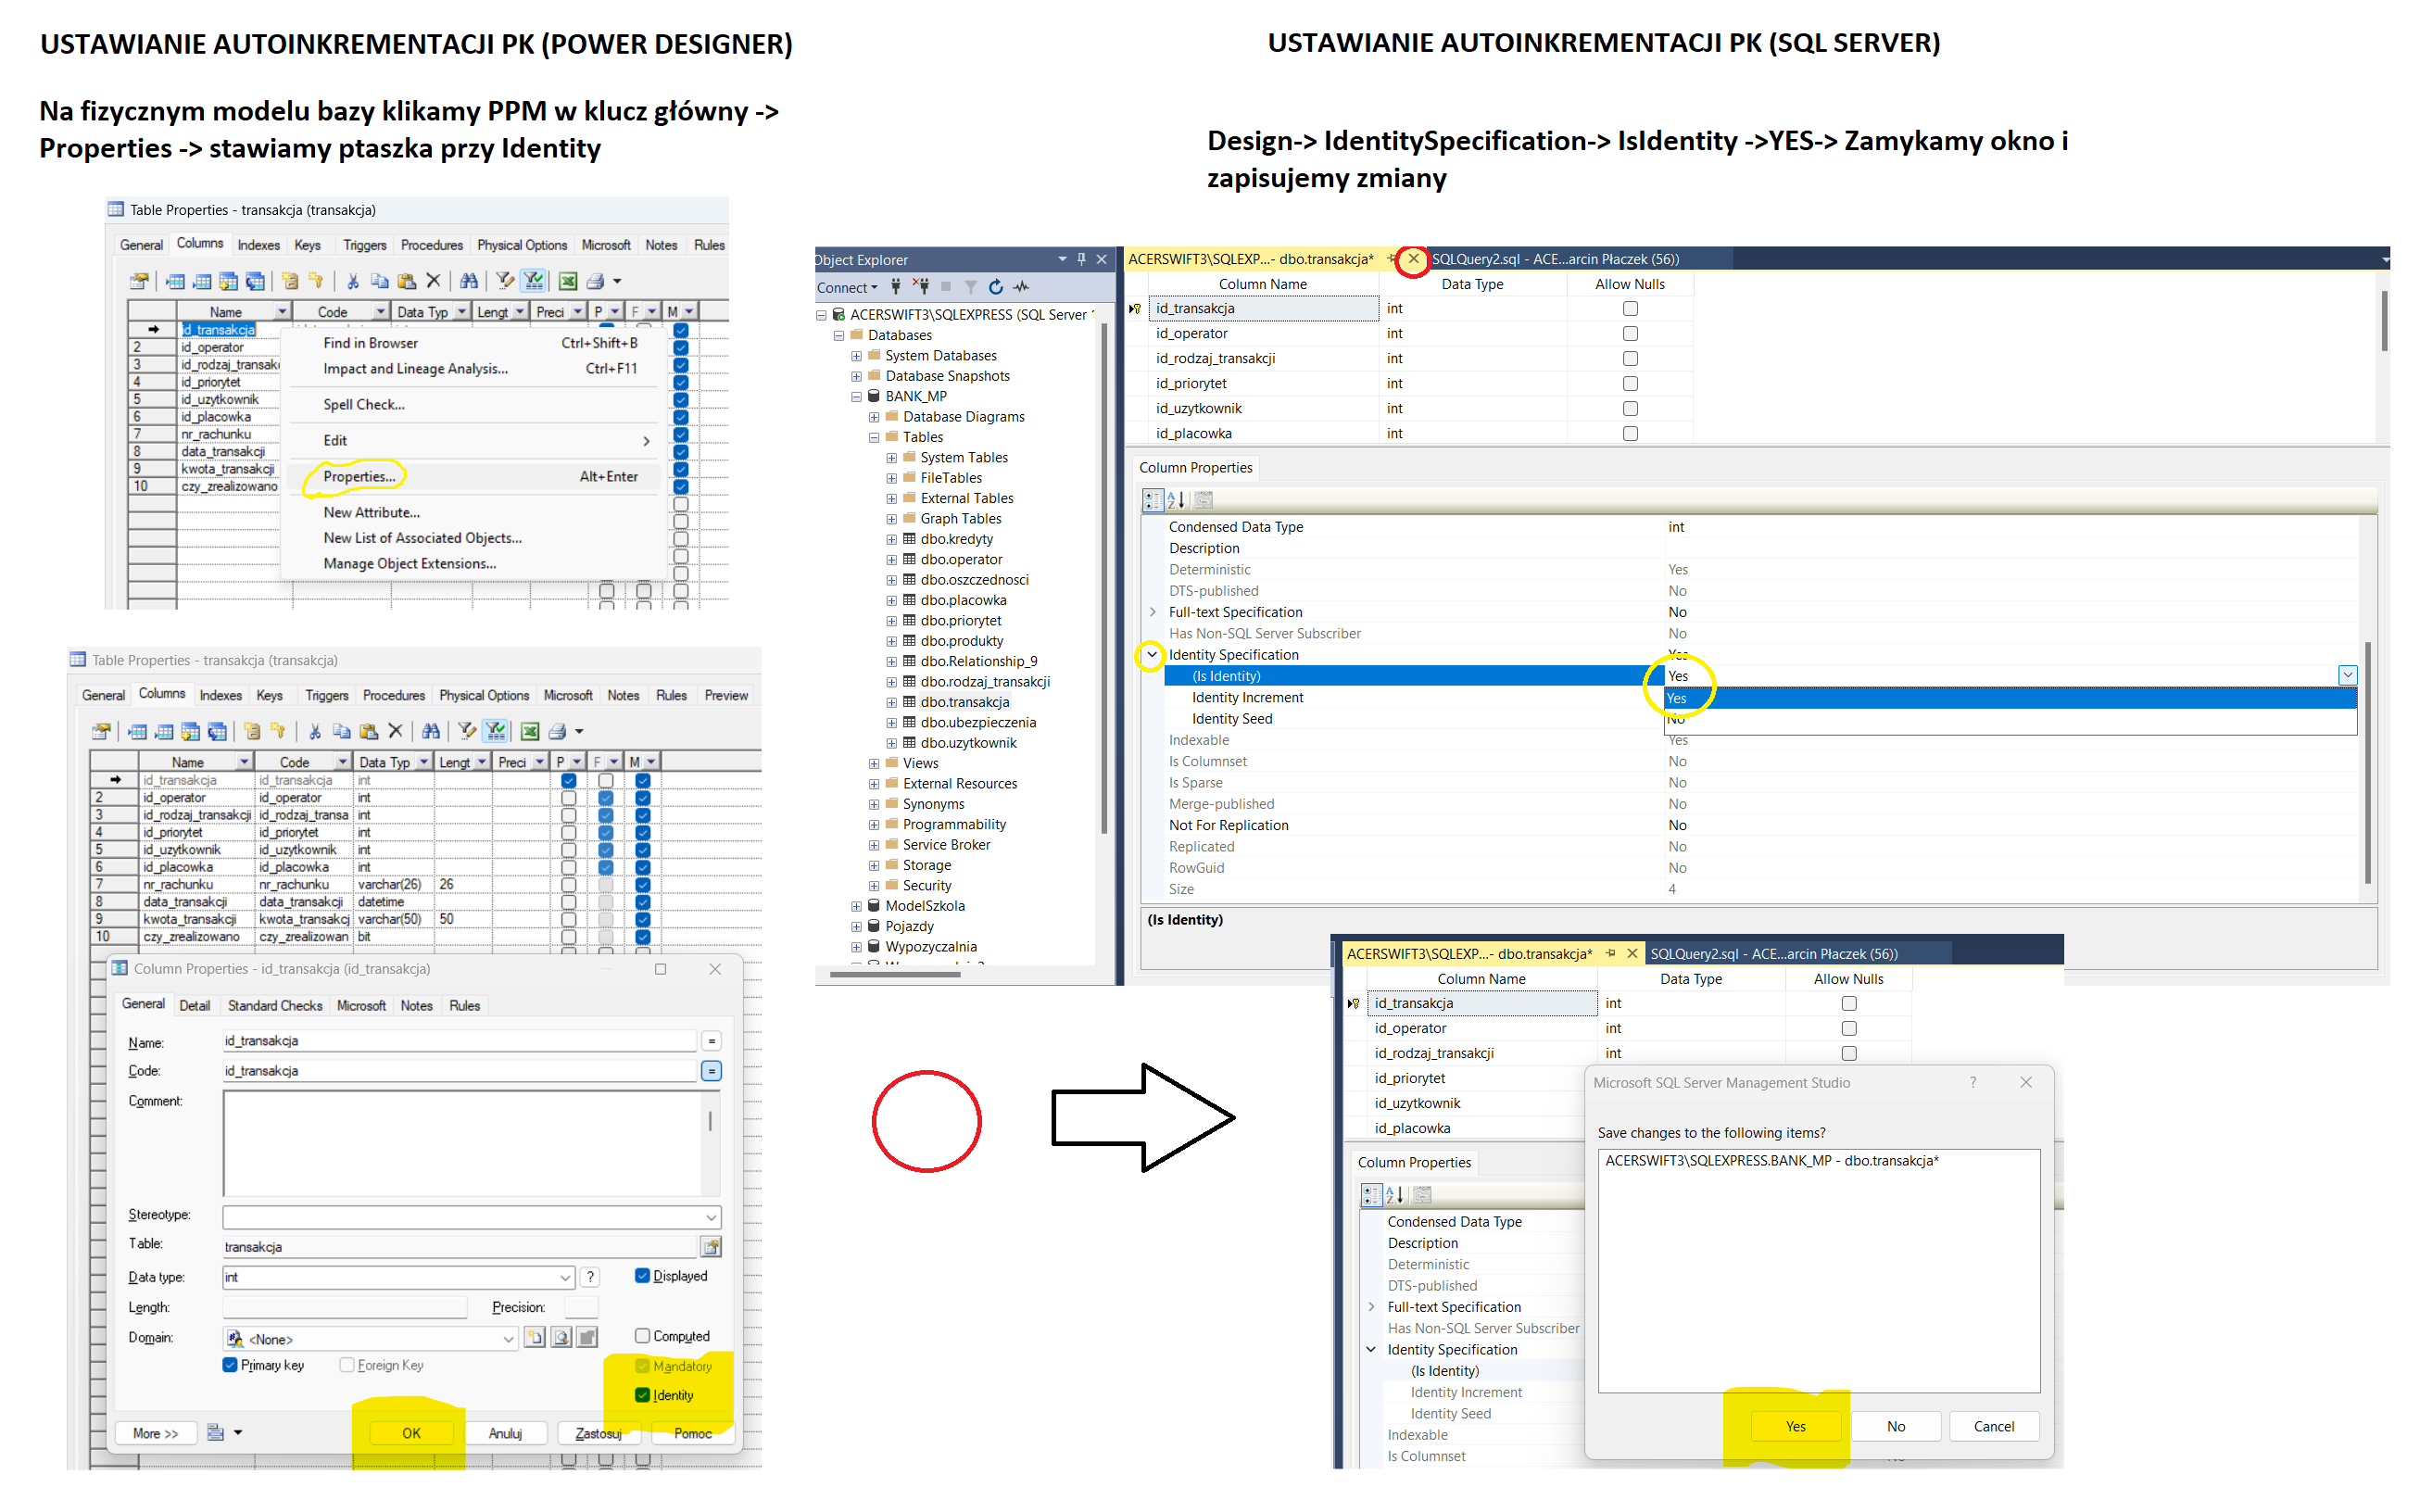 USTAWIANIE AUTOINKREMENTACJI PK (POWER DESIGNER)
Na fizycznym modelu bazy klikamy PPM w klucz główny ->
Properties -> stawiamy ptaszka przy Identity
Table Properties - transakcja (transakcja)
General Columns Indexes Keys Triggers Procedures Physical Options Microsoft Notes Rules
Name Code Data Typ Lengt Preci P F M
id_transakcja
2 id_operator
3 id_rodzaj_transak
4 id_priorytet
5 id_uzytkownik
6 id_placowka
7 nr_rachunku
8 data_transakcji
9 kwota_transakcji
10 czy_zrealizowano
Find in Browser Ctrl+Shift+B
Impact and Lineage Analysis... Ctrl+F11
Spell Check...
Edit
Properties... Alt+Enter
New Attribute...
New List of Associated Objects...
Manage Object Extensions...
Table Properties - transakcja (transakcja)
General Columns Indexes Keys Triggers Procedures Physical Options Microsoft Notes Rules Preview
Name Code Data Typ Lengt Preci P F M
id_transakcja id_transakcja int
2 id_operator id_operator int
3 id_rodzaj_transakcji id_rodzaj_transa int
4 id_priorytet id_priorytet int
5 id_uzytkownik id_uzytkownik int
6 id_placowka id_placowka int
7 nr_rachunku nr_rachunku varchar(26) 26
8 data_transakcji data_transakcji datetime
9 kwota_transakcji kwota_transakcj varchar(50) 50
10 czy_zrealizowano czy_zrealizowan bit
Column Properties - id_transakcja (id_transakcja)
General Detail Standard Checks Microsoft Notes Rules
Name: id_transakcja =
Code: id_transakcja =
Comment:
Stereotype:
Table: transakcja
Data type: int ? Displayed
Length: Precision:
Domain: <None> Computed
Primary key Foreign Key Mandatory
Identity
More >> OK Anuluj Zastosuj Pomoc
USTAWIANIE AUTOINKREMENTACJI PK (SQL SERVER)
Design-> IdentitySpecification-> IsIdentity ->YES-> Zamykamy okno i
zapisujemy zmiany
Object Explorer
Connect
ACERSWIFT3\SQLEXPRESS (SQL Server
Databases
System Databases
Database Snapshots
BANK_MP
Database Diagrams
Tables
System Tables
FileTables
External Tables
Graph Tables
dbo.kredyty
dbo.operator
dbo.oszczednosci
dbo.placowka
dbo.priorytet
dbo.produkty
dbo.Relationship_9
dbo.rodzaj_transakcji
dbo.transakcja
dbo.ubezpieczenia
dbo.uzytkownik
Views
External Resources
Synonyms
Programmability
Service Broker
Storage
Security
ModelSzkola
Pojazdy
Wypozyczalnia
ACERSWIFT3\SQLEXP...- dbo.transakcja* SQLQuery2.sql - ACE...arcin Płaczek (56))
Column Name Data Type Allow Nulls
id_transakcja int
id_operator int
id_rodzaj_transakcji int
id_priorytet int
id_uzytkownik int
id_placowka int
Column Properties
Condensed Data Type int
Description
Deterministic Yes
DTS-published No
Full-text Specification No
Has Non-SQL Server Subscriber No
Identity Specification Yes
(Is Identity) Yes
Identity Increment Yes
Identity Seed No
Indexable Yes
Is Columnset No
Is Sparse No
Merge-published No
Not For Replication No
Replicated No
RowGuid No
Size 4
(Is Identity)
ACERSWIFT3\SQLEXP...- dbo.transakcja* SQLQuery2.sql - ACE...arcin Płaczek (56))
Column Name Data Type Allow Nulls
id_transakcja int
id_operator int
id_rodzaj_transakcji int
id_priorytet
id_uzytkownik
id_placowka
Column Properties
Condensed Data Type
Description
Deterministic
DTS-published
Full-text Specification
Has Non-SQL Server Subscriber
Identity Specification
(Is Identity)
Identity Increment
Identity Seed
Indexable
Is Columnset
Microsoft SQL Server Management Studio ?
Save changes to the following items?
ACERSWIFT3\SQLEXPRESS.BANK_MP - dbo.transakcja*
Yes No Cancel